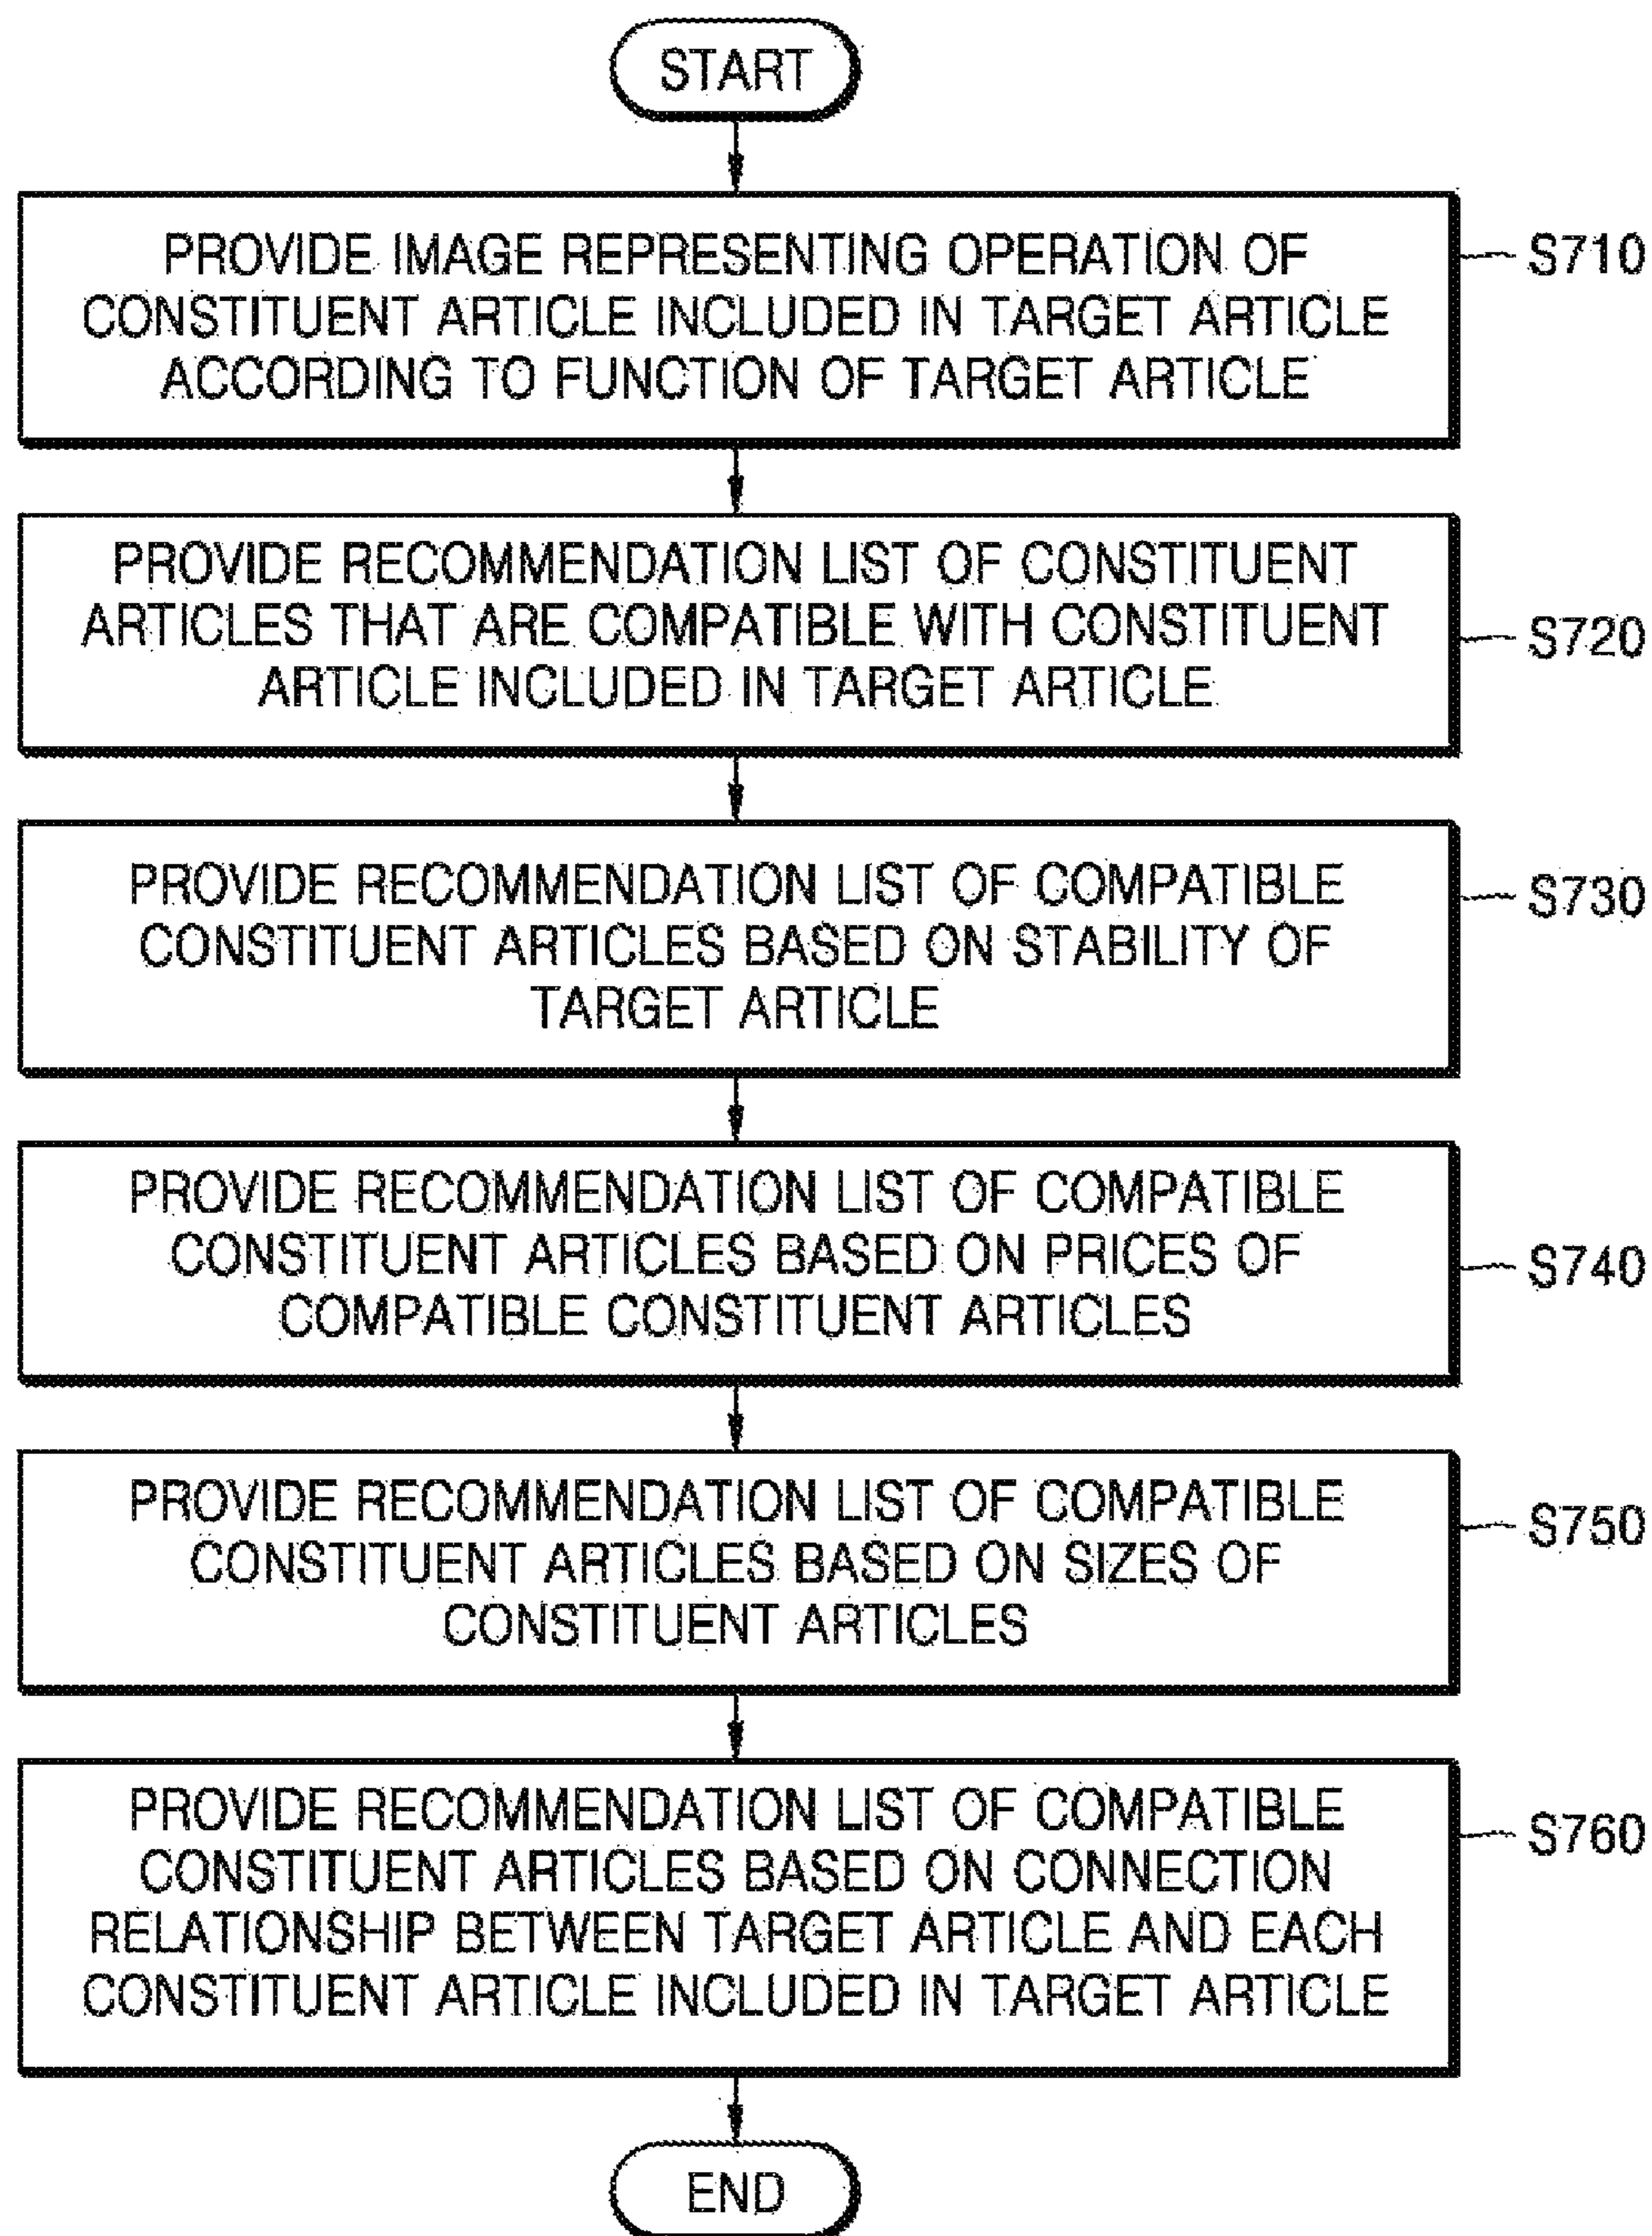 START
PROVIDE IMAGE REPRESENTING OPERATION OF
CONSTITUENT ARTICLE INCLUDED IN TARGET ARTICLE
ACCORDING TO FUNCTION OF TARGET ARTICLE
S710
PROVIDE RECOMMENDATION LIST OF CONSTITUENT
ARTICLES THAT ARE COMPATIBLE WITH CONSTITUENT
ARTICLE INCLUDED IN TARGET ARTICLE
S720
PROVIDE RECOMMENDATION LIST OF COMPATIBLE
CONSTITUENT ARTICLES BASED ON STABILITY OF
TARGET ARTICLE
S730
PROVIDE RECOMMENDATION LIST OF COMPATIBLE
CONSTITUENT ARTICLES BASED ON PRICES OF
COMPATIBLE CONSTITUENT ARTICLES
S740
PROVIDE RECOMMENDATION LIST OF COMPATIBLE
CONSTITUENT ARTICLES BASED ON SIZES OF
CONSTITUENT ARTICLES
S750
PROVIDE RECOMMENDATION LIST OF COMPATIBLE
CONSTITUENT ARTICLES BASED ON CONNECTION
RELATIONSHIP BETWEEN TARGET ARTICLE AND EACH
CONSTITUENT ARTICLE INCLUDED IN TARGET ARTICLE
S760
END